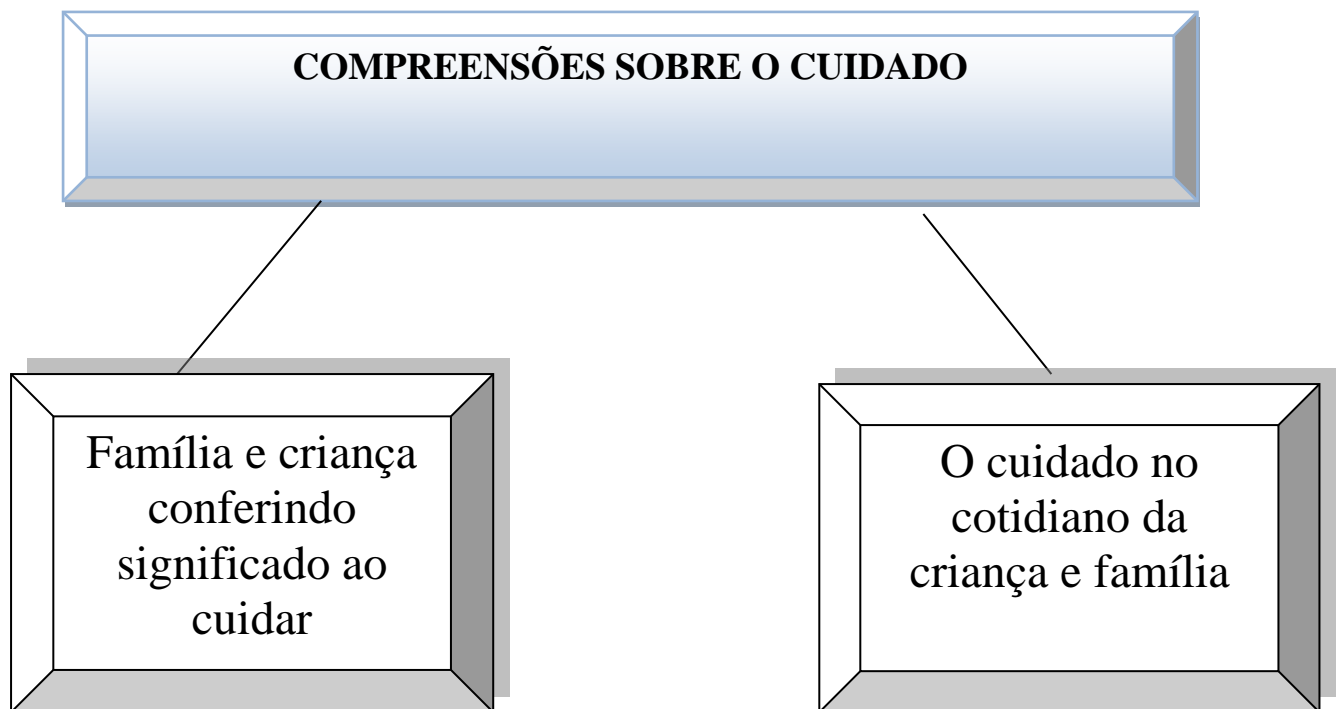 COMPREENSÕES SOBRE O CUIDADO
Família e criança
conferindo
significado ao
cuidar
O cuidado no
cotidiano da
criança e família